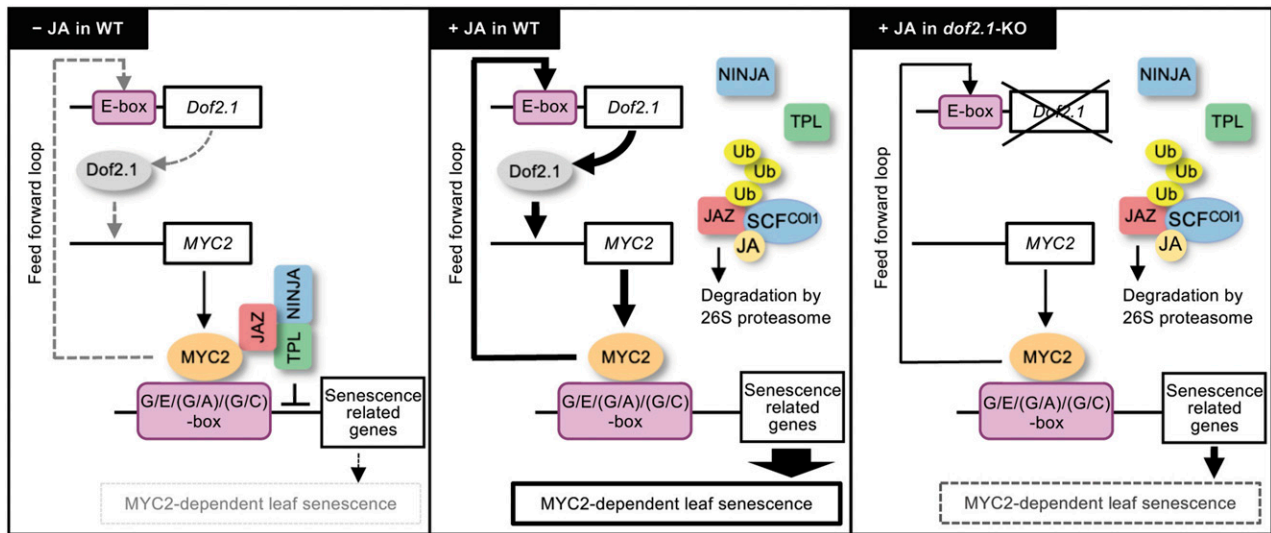 − JA in WT
E-box
Dof2.1
Dof2.1
Feed forward loop
MYC2
JAZ
NINJA
TPL
MYC2
G/E/(G/A)/(G/C)
-box
Senescence
related
genes
MYC2-dependent leaf senescence
+ JA in WT
NINJA
E-box
Dof2.1
TPL
Dof2.1
Ub
Ub
Ub
Feed forward loop
MYC2
JAZ
SCFCOI1
JA
Degradation by
26S proteasome
MYC2
G/E/(G/A)/(G/C)
-box
Senescence
related
genes
MYC2-dependent leaf senescence
+ JA in dof2.1-KO
NINJA
E-box
Dof2.1
TPL
Ub
Ub
Ub
Feed forward loop
MYC2
JAZ
SCFCOI1
JA
Degradation by
26S proteasome
MYC2
G/E/(G/A)/(G/C)
-box
Senescence
related
genes
MYC2-dependent leaf senescence